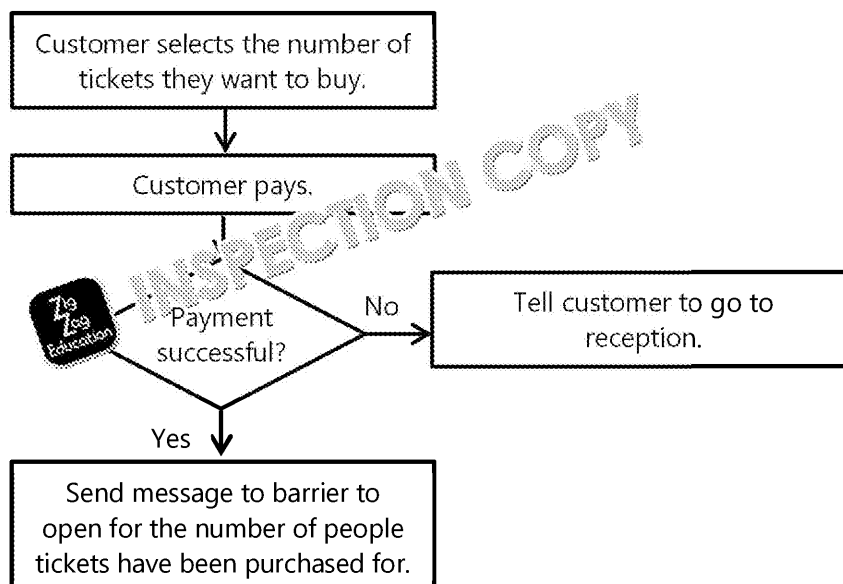 Customer selects the number of
tickets they want to buy.
Customer pays.
INSPECTION COPY
Zig
Zag
Education
Payment
successful?
No
Tell customer to go to
reception.
Yes
Send message to barrier to
open for the number of people
tickets have been purchased for.